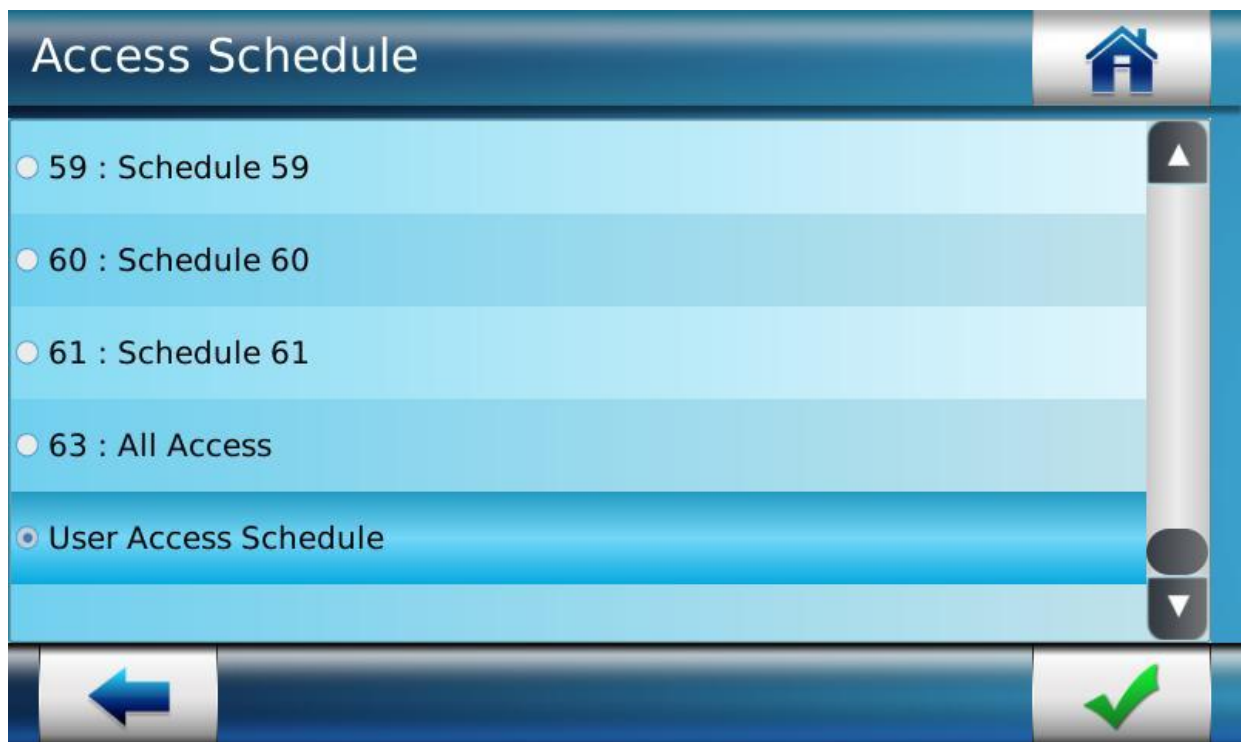 Access Schedule
59 : Schedule 59
60 : Schedule 60
61 : Schedule 61
63 : All Access
User Access Schedule